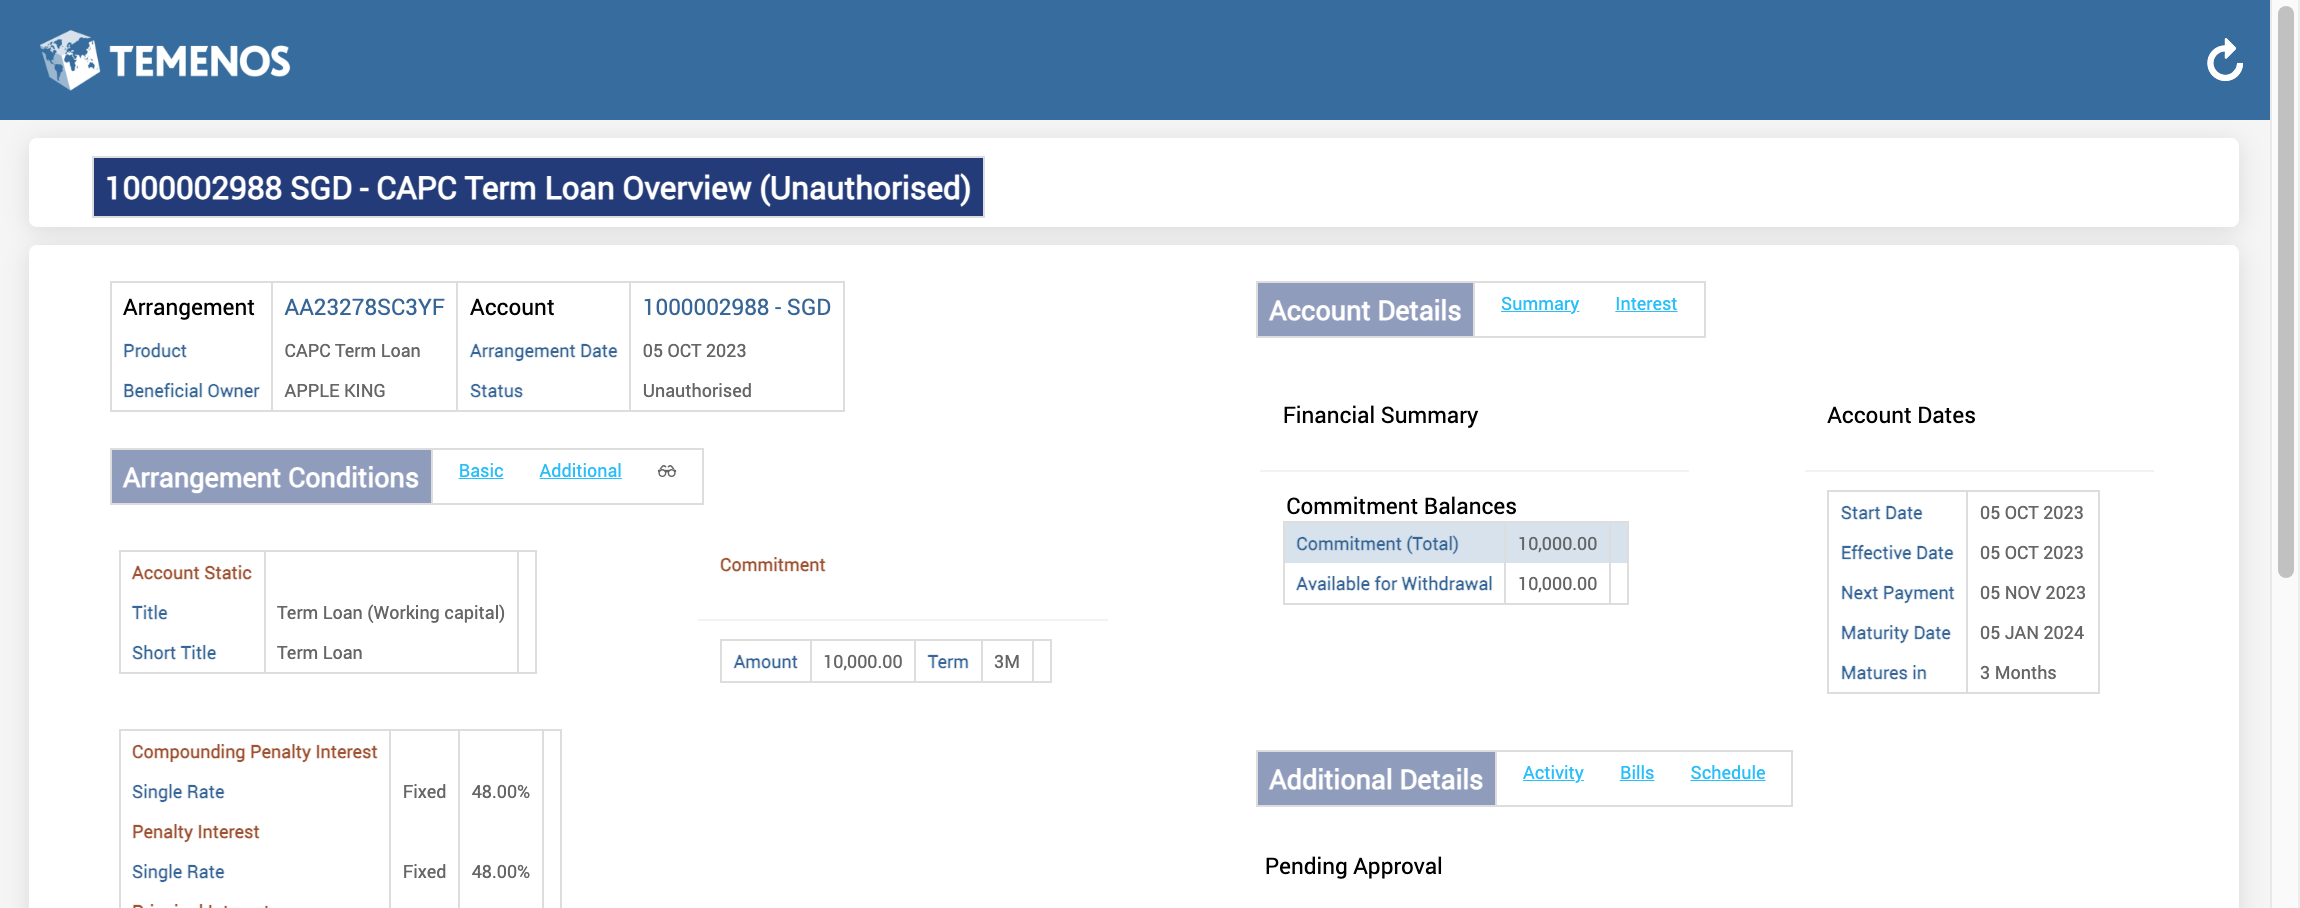 TEMENOS
1000002988 SGD - CAPC Term Loan Overview (Unauthorised)
Arrangement AA23278SC3YF Account 1000002988 - SGD
Product CAPC Term Loan Arrangement Date 05 OCT 2023
Beneficial Owner APPLE KING Status Unauthorised
Arrangement Conditions Basic Additional
Account Static
Title Term Loan (Working capital)
Short Title Term Loan
Commitment
Amount 10,000.00 Term 3M
Compounding Penalty Interest
Single Rate Fixed 48.00%
Penalty Interest
Single Rate Fixed 48.00%
Account Details Summary Interest
Financial Summary
Commitment Balances
Commitment (Total) 10,000.00
Available for Withdrawal 10,000.00
Account Dates
Start Date 05 OCT 2023
Effective Date 05 OCT 2023
Next Payment 05 NOV 2023
Maturity Date 05 JAN 2024
Matures in 3 Months
Additional Details Activity Bills Schedule
Pending Approval